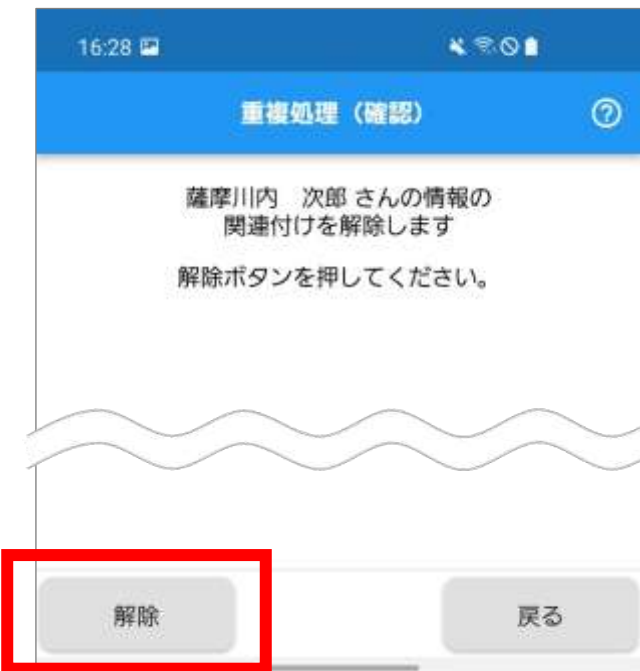 16:28
重複処理（確認）
薩摩川内　次郎 さんの情報の
関連付けを解除します
解除ボタンを押してください。
解除
戻る